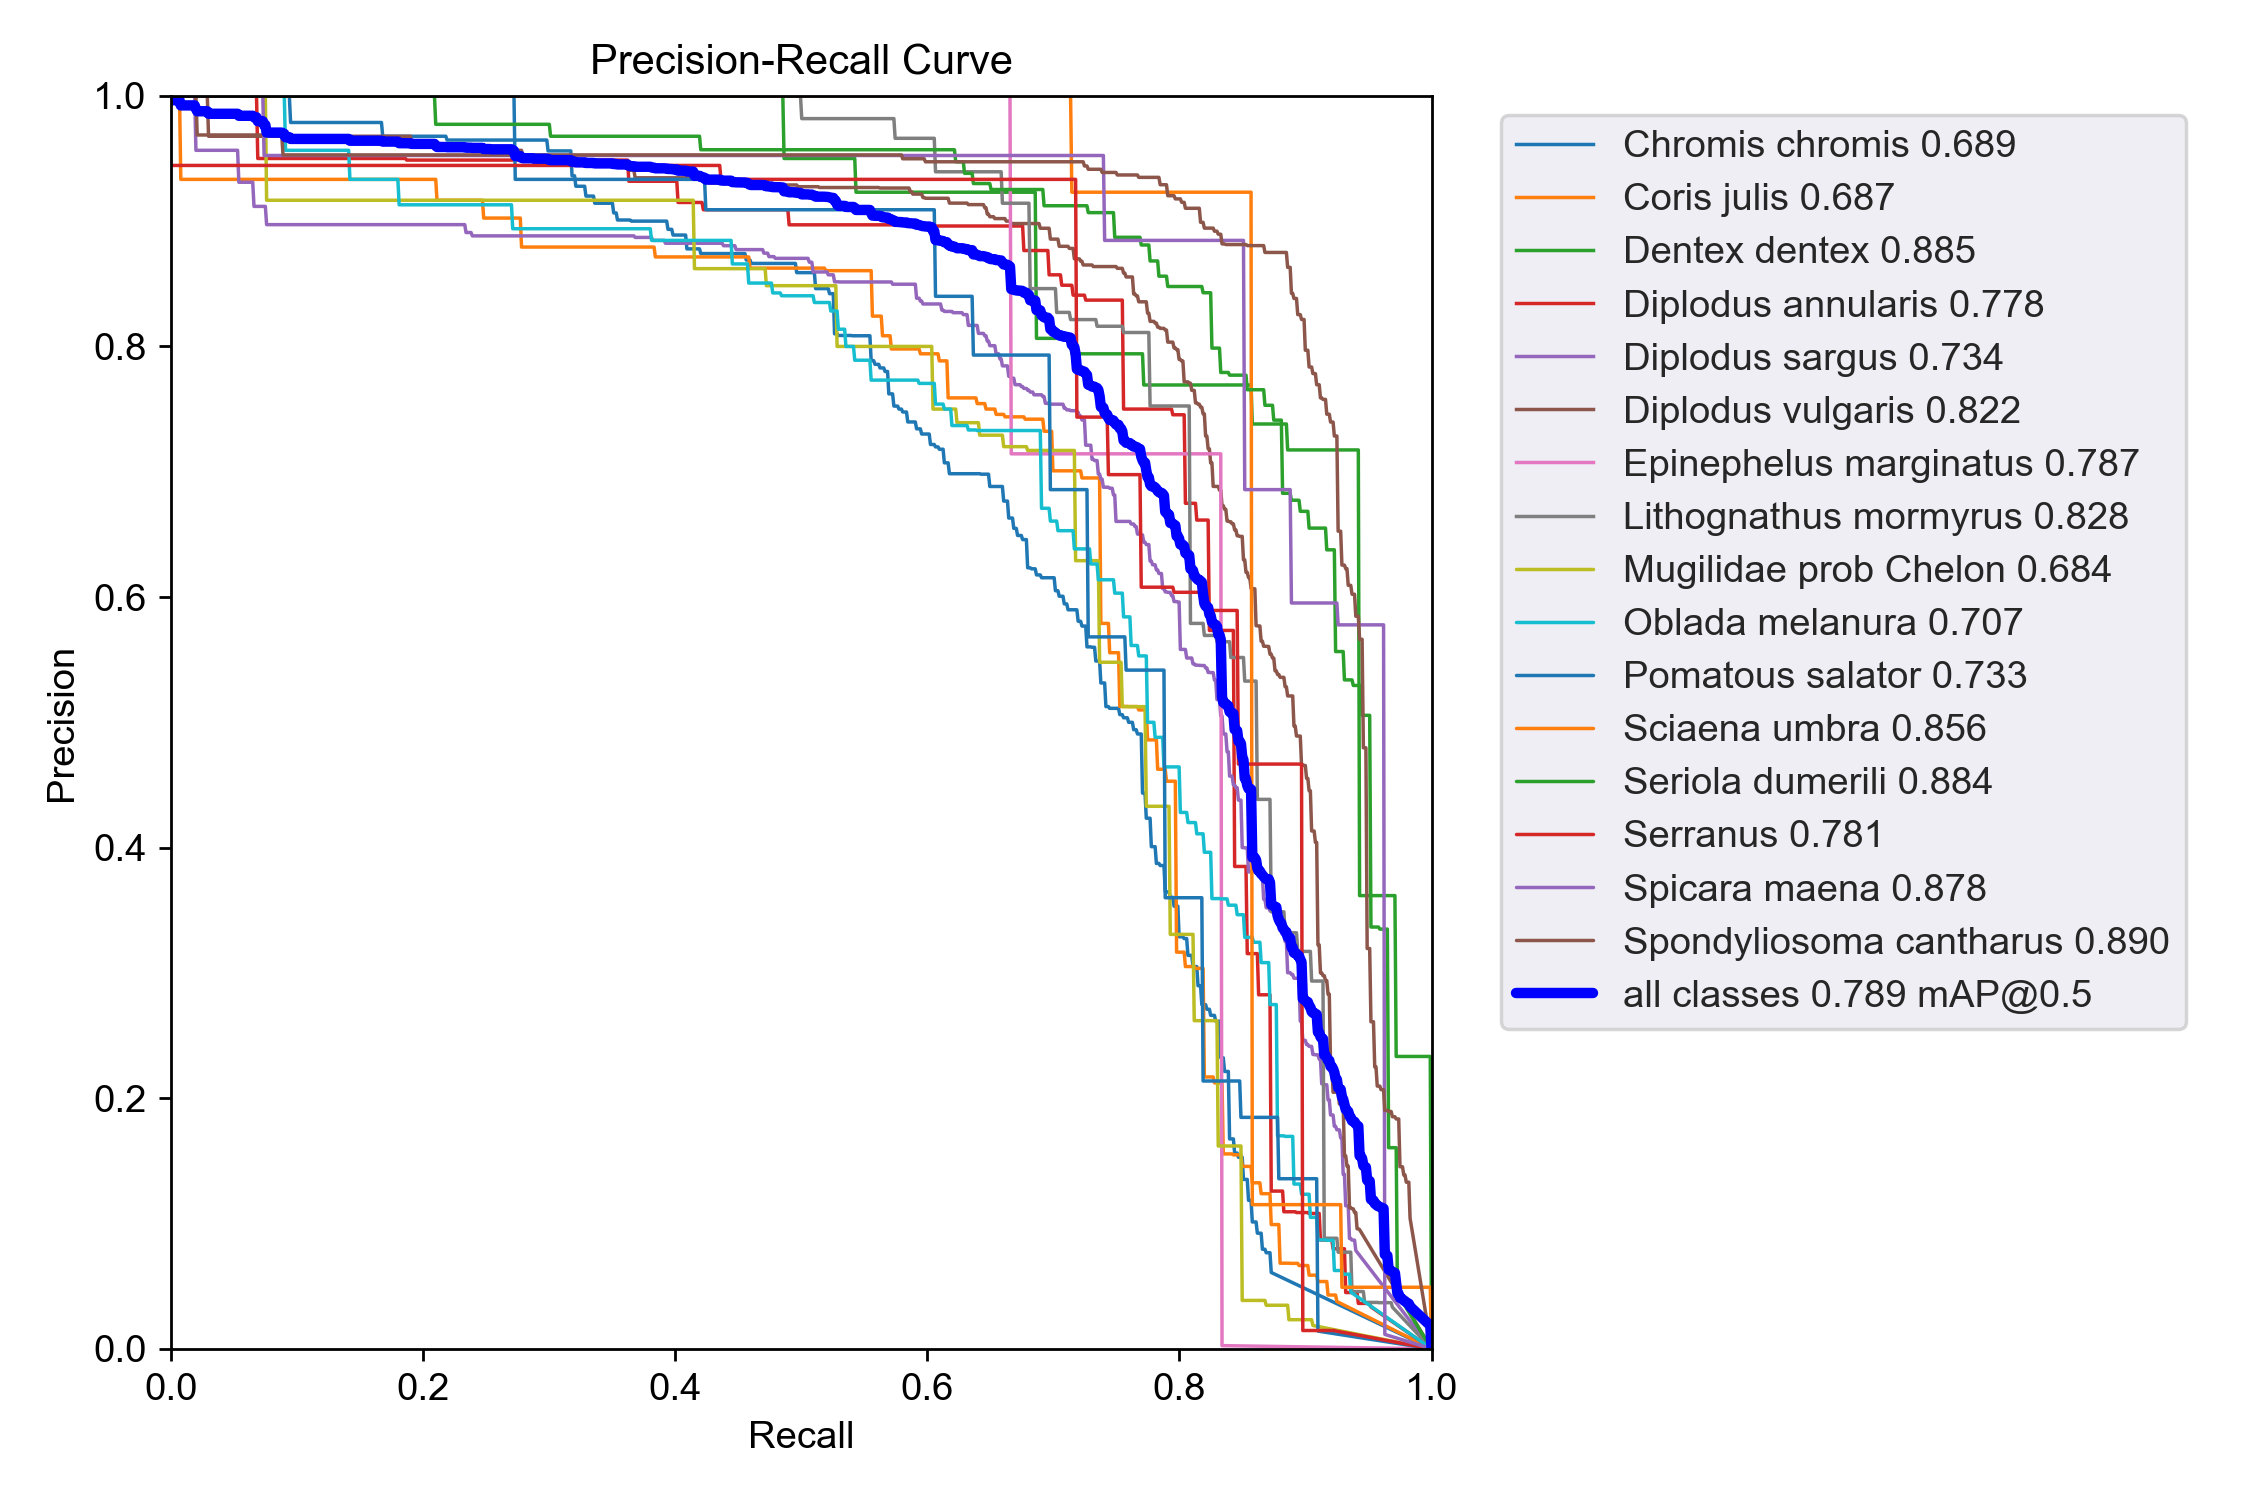 Precision-Recall Curve
1.0
0.8
0.6
0.4
0.2
0.0
Precision
0.0 0.2 0.4 0.6 0.8 1.0
Recall
Chromis chromis 0.689
Coris julis 0.687
Dentex dentex 0.885
Diplodus annularis 0.778
Diplodus sargus 0.734
Diplodus vulgaris 0.822
Epinephelus marginatus 0.787
Lithognathus mormyrus 0.828
Mugilidae prob Chelon 0.684
Oblada melanura 0.707
Pomatous salator 0.733
Sciaena umbra 0.856
Seriola dumerili 0.884
Serranus 0.781
Spicara maena 0.878
Spondyliosoma cantharus 0.890
all classes 0.789 mAP@0.5